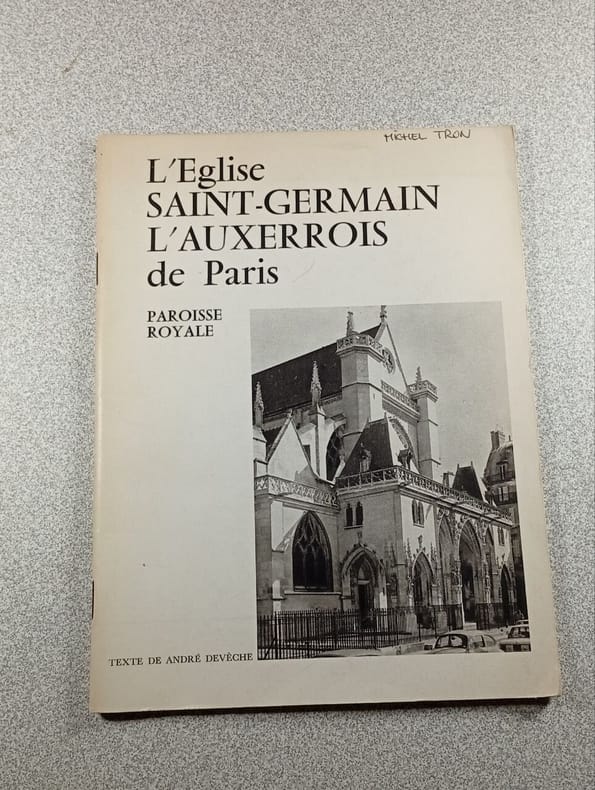 MICHEL TRON
L'Eglise
SAINT-GERMAIN
L'AUXERROIS
de Paris
PAROISSE
ROYALE
TEXTE DE ANDRÉ DEVÈCHE